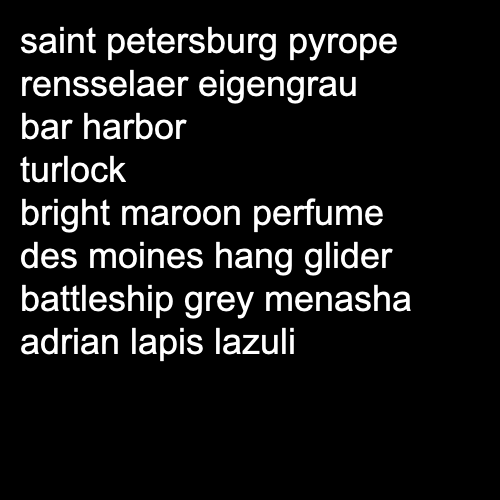 saint petersburg pyrope
rensselaer eigengrau
bar harbor
turlock
bright maroon perfume
des moines hang glider
battleship grey menasha
adrian lapis lazuli